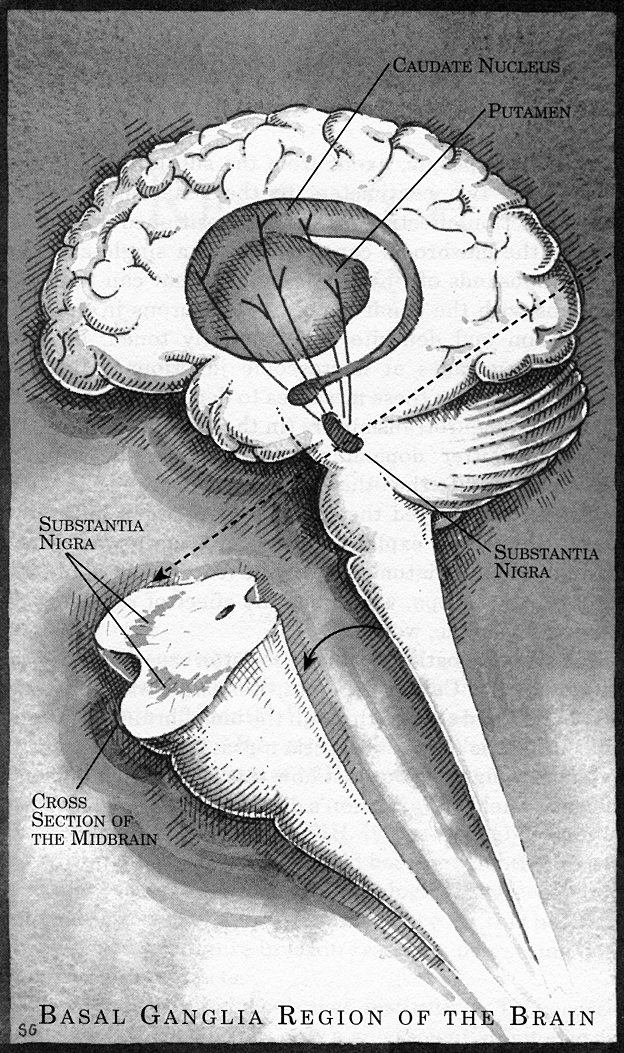 CAUDATE NUCLEUS
PUTAMEN
SUBSTANTIA
NIGRA
SUBSTANTIA
NIGRA
CROSS
SECTION OF
THE MIDBRAIN
BASAL GANGLIA REGION OF THE BRAIN
SG